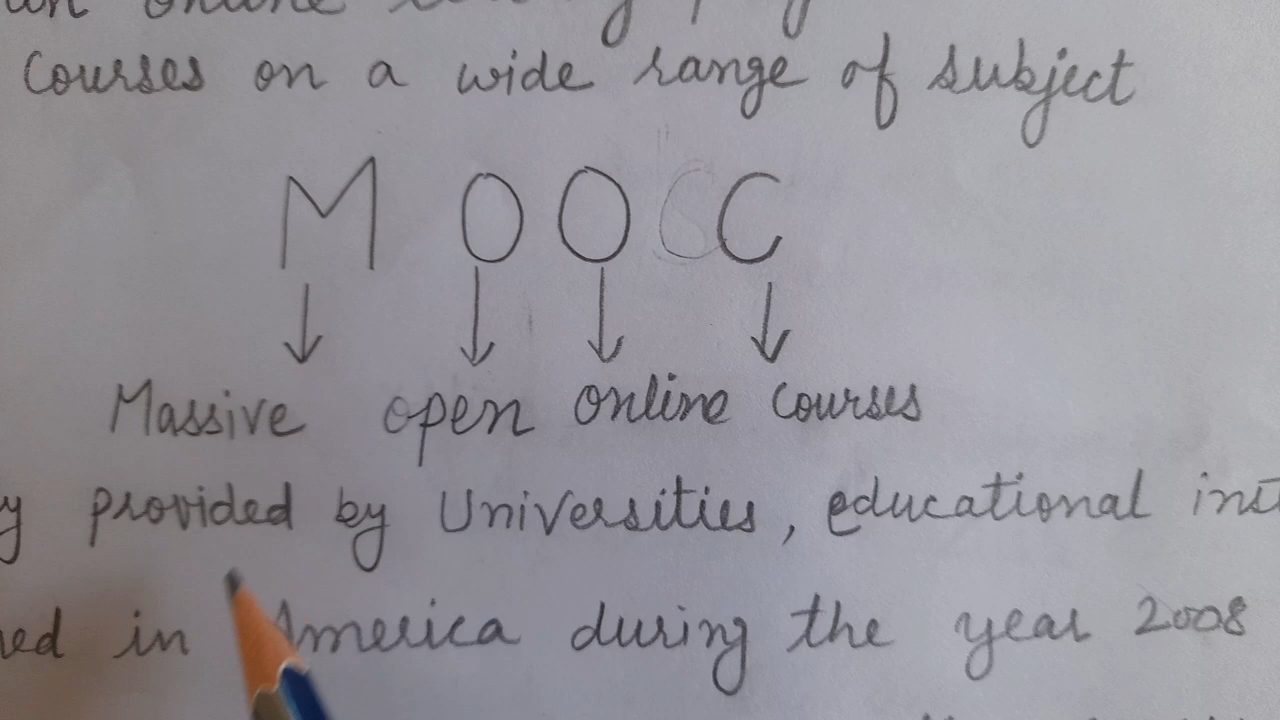 online
courses on a wide range of subject
M O O C
Massive open online courses
provided by Universities, educational
in America during the year 2008